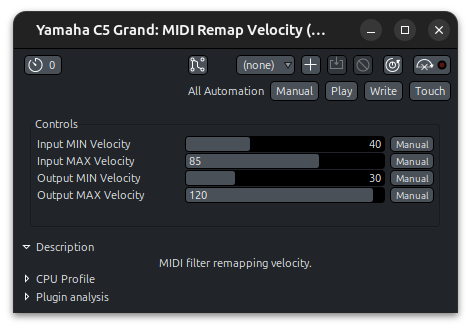 Yamaha C5 Grand: MIDI Remap Velocity (…
0
(none)
All Automation Manual Play Write Touch
Controls
Input MIN Velocity 40 Manual
Input MAX Velocity 85 Manual
Output MIN Velocity 30 Manual
Output MAX Velocity 120 Manual
Description
MIDI filter remapping velocity.
CPU Profile
Plugin analysis